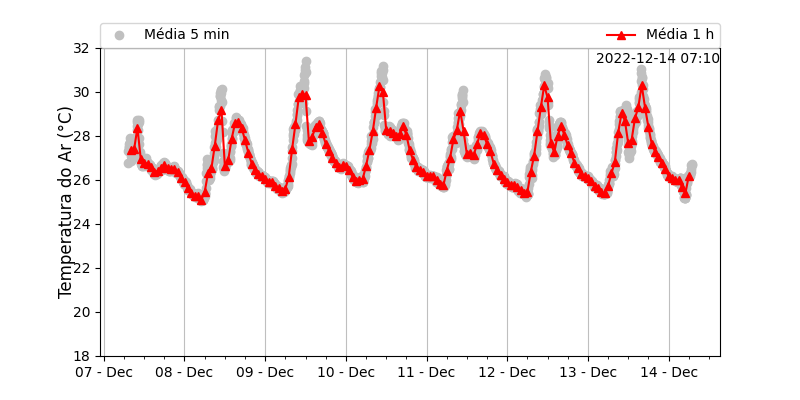 Média 5 min
Média 1 h
2022-12-14 07:10
Temperatura do Ar (°C)
32
30
28
26
24
22
20
18
07 - Dec
08 - Dec
09 - Dec
10 - Dec
11 - Dec
12 - Dec
13 - Dec
14 - Dec